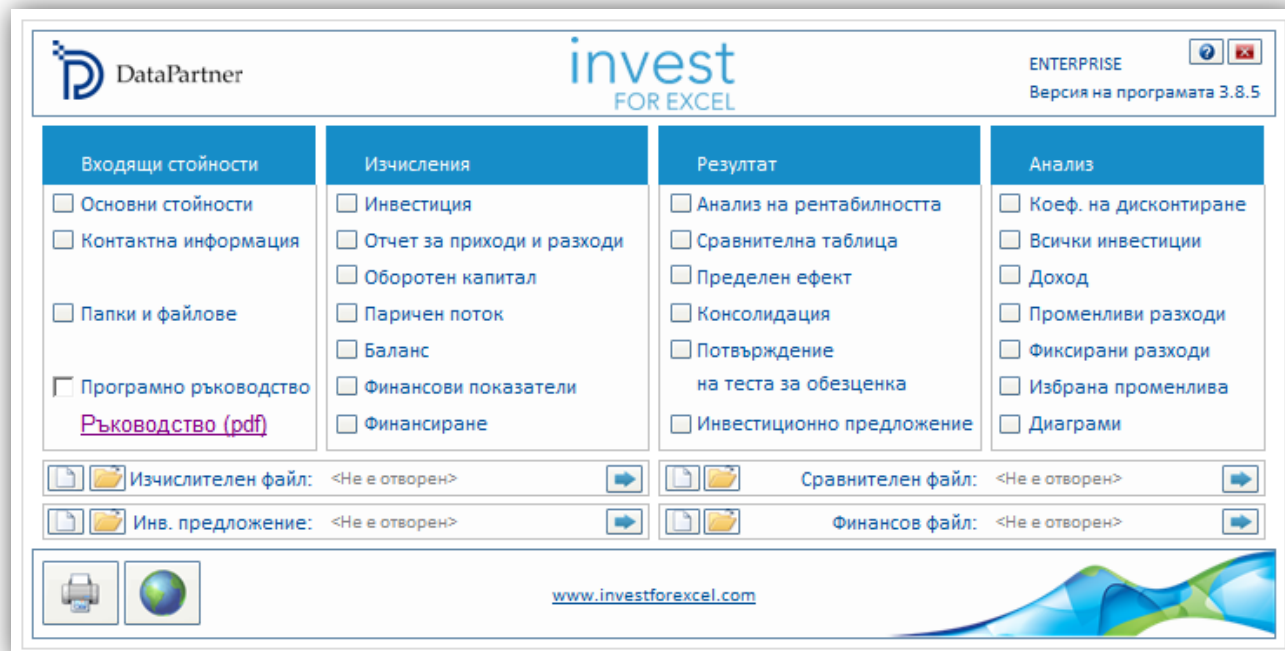 DataPartner
invest
FOR EXCEL
ENTERPRISE
Версия на програмата 3.8.5
Входящи стойности
Основни стойности
Контактна информация
Папки и файлове
Програмно ръководство
Ръководство (pdf)
Изчисления
Инвестиция
Отчет за приходи и разходи
Оборотен капитал
Паричен поток
Баланс
Финансови показатели
Финансиране
Резултат
Анализ на рентабилността
Сравнителна таблица
Пределен ефект
Консолидация
Потвърждение
на теста за обезценка
Инвестиционно предложение
Анализ
Коеф. на дисконтиране
Всички инвестиции
Доход
Променливи разходи
Фиксирани разходи
Избрана променлива
Диаграми
Изчислителен файл: <Не е отворен>
Сравнителен файл: <Не е отворен>
Инв. предложение: <Не е отворен>
Финансов файл: <Не е отворен>
www.investforexcel.com